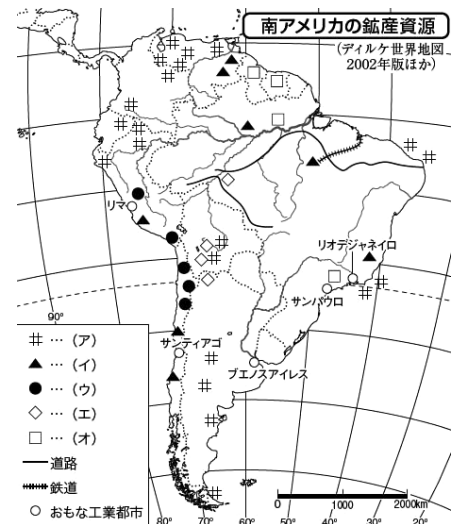 南アメリカの鉱産資源
(ディルケ世界地図
2002年版ほか)
リマ
リオデジャネイロ
サンパウロ
90°
サンティアゴ
ブエノスアイレス
… (ア)
… (イ)
… (ウ)
… (エ)
… (オ)
道路
鉄道
おもな工業都市
0 1000 2000km
80° 70° 60° 50° 40° 30° 20°